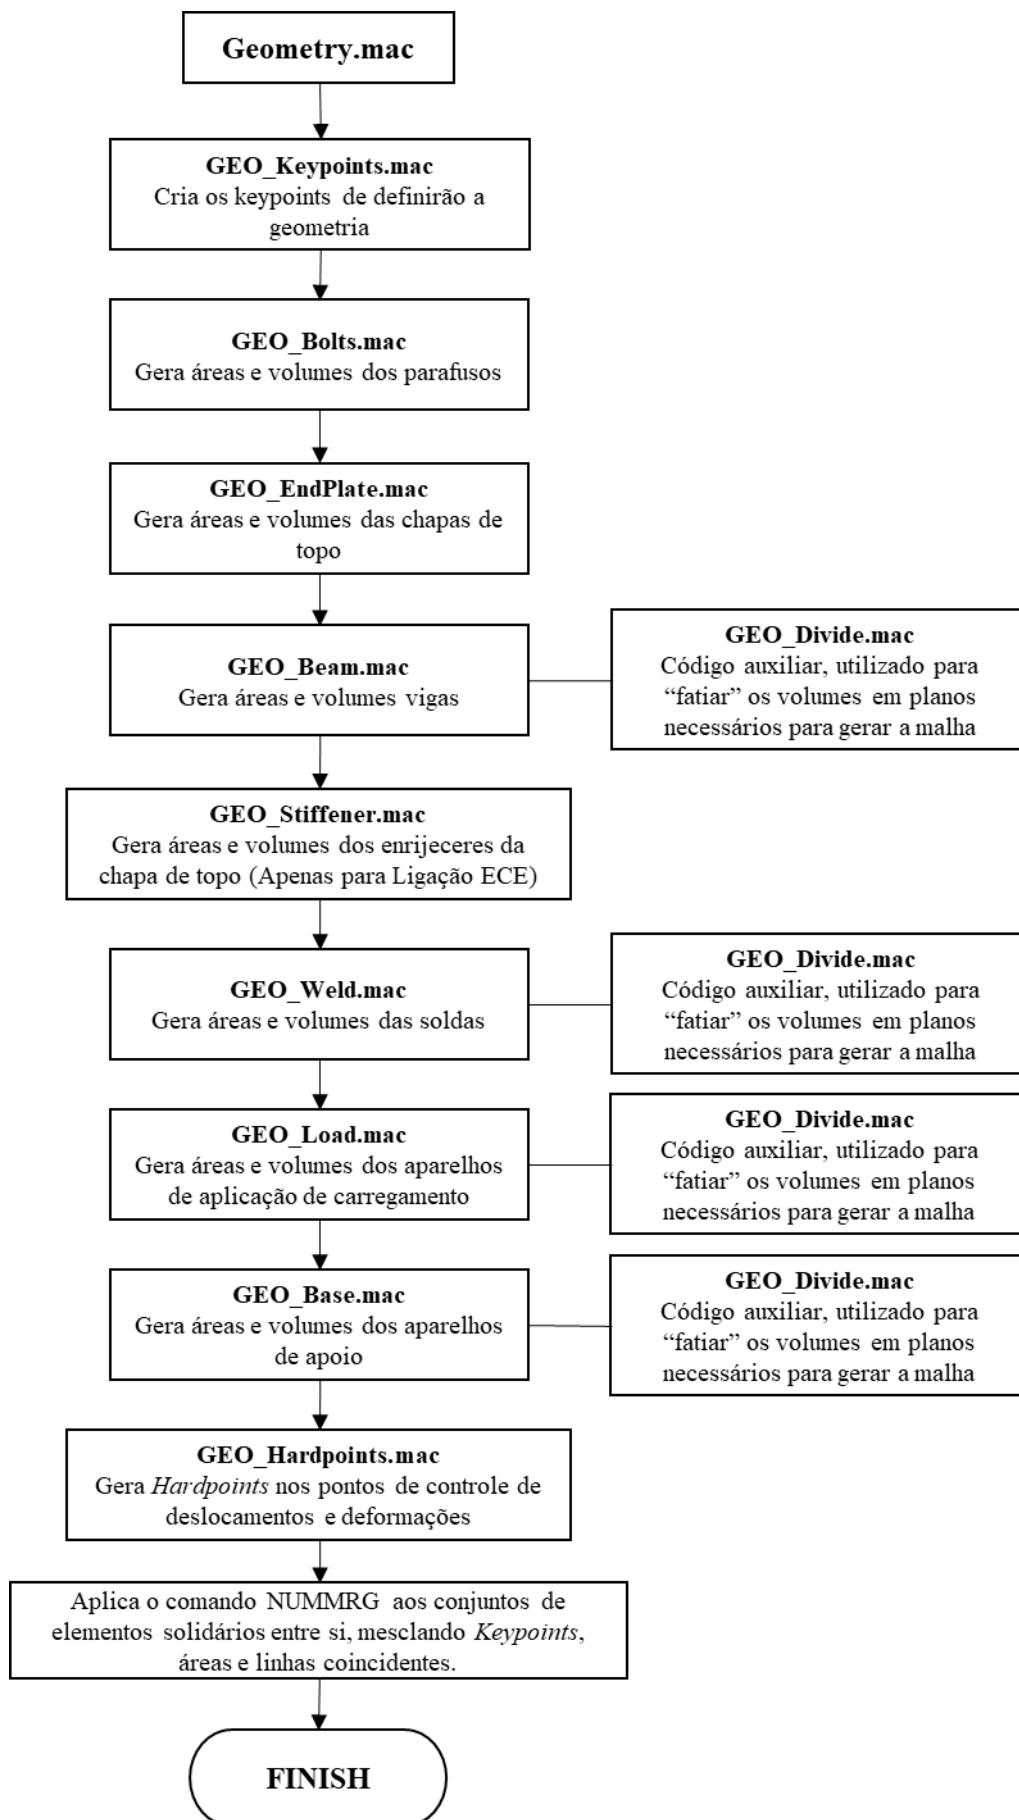 Geometry.mac
GEO_Keypoints.mac
Cria os keypoints de definirão a
geometria
GEO_Bolts.mac
Gera áreas e volumes dos parafusos
GEO_EndPlate.mac
Gera áreas e volumes das chapas de
topo
GEO_Beam.mac
Gera áreas e volumes vigas
GEO_Divide.mac
Código auxiliar, utilizado para
“fatiar” os volumes em planos
necessários para gerar a malha
GEO_Stiffener.mac
Gera áreas e volumes dos enrijeceres da
chapa de topo (Apenas para Ligação ECE)
GEO_Weld.mac
Gera áreas e volumes das soldas
GEO_Divide.mac
Código auxiliar, utilizado para
“fatiar” os volumes em planos
necessários para gerar a malha
GEO_Load.mac
Gera áreas e volumes dos aparelhos
de aplicação de carregamento
GEO_Divide.mac
Código auxiliar, utilizado para
“fatiar” os volumes em planos
necessários para gerar a malha
GEO_Base.mac
Gera áreas e volumes dos aparelhos
de apoio
GEO_Divide.mac
Código auxiliar, utilizado para
“fatiar” os volumes em planos
necessários para gerar a malha
GEO_Hardpoints.mac
Gera Hardpoints nos pontos de controle de
deslocamentos e deformações
Aplica o comando NUMMRG aos conjuntos de
elementos solidários entre si, mesclando Keypoints,
áreas e linhas coincidentes.
FINISH